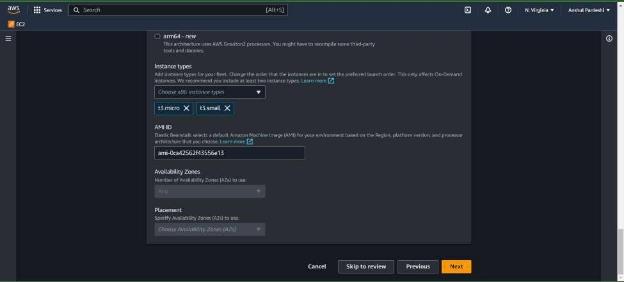 aws
Services
Search
[Alt+S]
N. Virginia
Anshal Pardeshi
EC2
arm64 - new
This architecture uses AWS Graviton2 processors. You might have to recompile some third-party
tools and libraries.
Instance types
Add instance types for your fleet. Change the order that the instances are in to set the preferred launch order. This only affects On-Demand
instances. We recommend you include at least two instance types. Learn more
Choose x86 instance types
t3.micro
t3.small
AMI ID
Elastic Beanstalk selects a default Amazon Machine Image (AMI) for your environment based on the Region, platform version, and processor
architecture that you choose. Learn more
Availability Zones
Number of Availability Zones (AZs) to use.
Any
Placement
Specify Availability Zones (AZs) to use.
Choose Availability Zones (AZs)
Cancel
Skip to review
Previous
Next